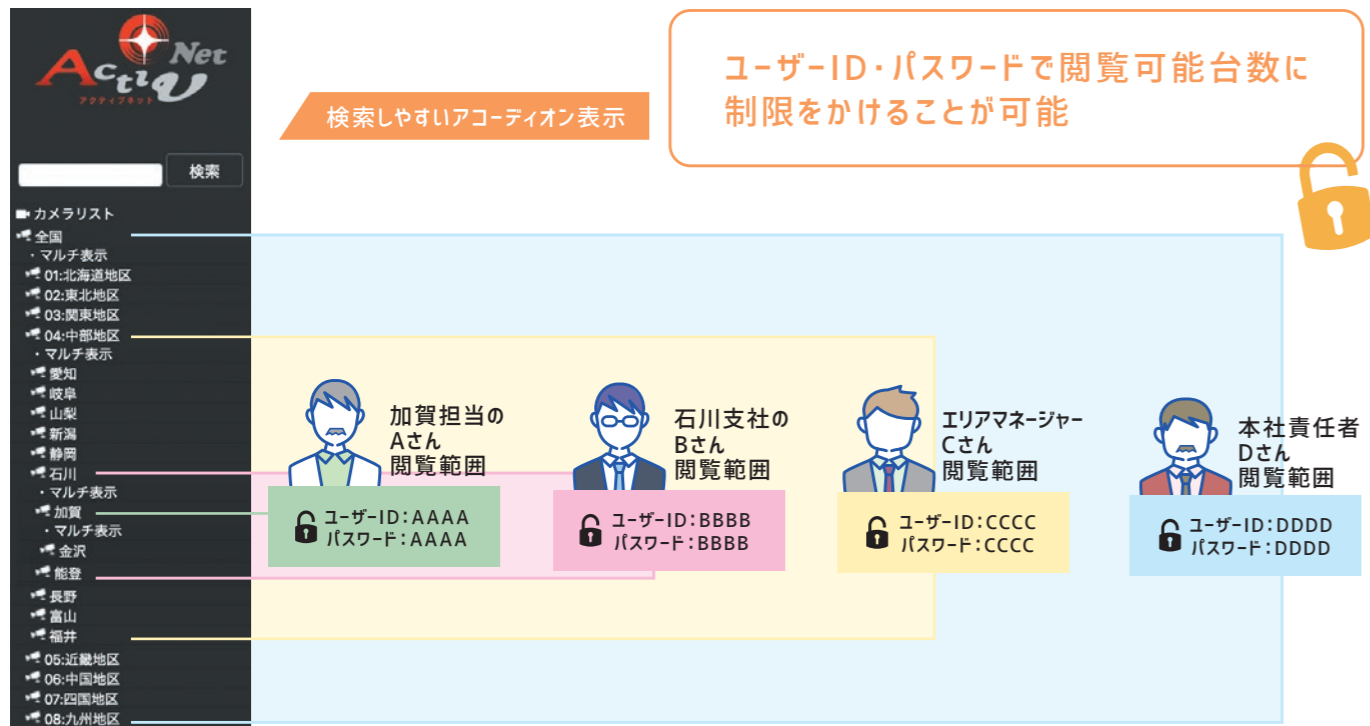 Net
Active
アクティブネット
検索しやすいアコーディオン表示
ユーザーID・パスワードで閲覧可能台数に
制限をかけることが可能
検索
カメラリスト
全国
・マルチ表示
01:北海道地区
02:東北地区
03:関東地区
04:中部地区
・マルチ表示
愛知
岐阜
山梨
新潟
静岡
石川
・マルチ表示
加賀
・マルチ表示
金沢
能登
長野
富山
福井
05:近畿地区
06:中国地区
07:四国地区
08:九州地区
加賀担当の
Aさん
閲覧範囲
ユーザーID:AAAA
パスワード:AAAA
石川支社の
Bさん
閲覧範囲
ユーザーID:BBBB
パスワード:BBBB
エリアマネージャー
Cさん
閲覧範囲
ユーザーID:CCCC
パスワード:CCCC
本社責任者
Dさん
閲覧範囲
ユーザーID:DDDD
パスワード:DDDD